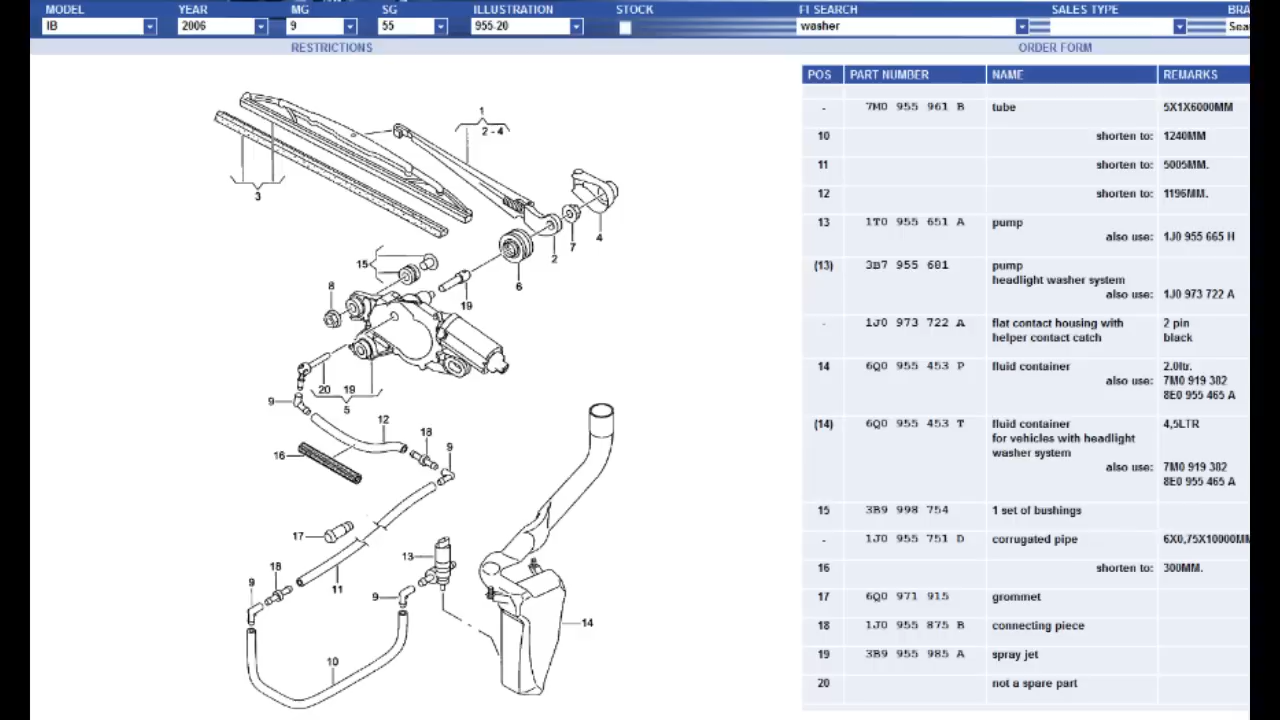 MODEL YEAR MG SG ILLUSTRATION STOCK FI SEARCH SALES TYPE
IB 2006 9 55 955-20 washer
RESTRICTIONS ORDER FORM
POS PART NUMBER NAME REMARKS
- 7M0 955 961 B tube 5X1X6000MM
10 shorten to: 1240MM
11 shorten to: 5005MM.
12 shorten to: 1196MM.
13 1T0 955 651 A pump
also use: 1J0 955 665 H
(13) 3B7 955 681 pump
headlight washer system
also use: 1J0 973 722 A
- 1J0 973 722 A flat contact housing with 2 pin
helper contact catch black
14 6Q0 955 453 P fluid container 2.0ltr.
also use: 7M0 919 382
8E0 955 465 A
(14) 6Q0 955 453 T fluid container 4,5LTR
for vehicles with headlight
washer system
also use: 7M0 919 382
8E0 955 465 A
15 3B9 998 754 1 set of bushings
- 1J0 955 751 D corrugated pipe 6X0,75X10000MM
16 shorten to: 300MM.
17 6Q0 971 915 grommet
18 1J0 955 875 B connecting piece
19 3B9 955 985 A spray jet
20 not a spare part
1
2 - 4
3
4
7
2
6
15
8
19
20 19
5
9
12
18
9
16
17
13
18
11
9
9
14
10